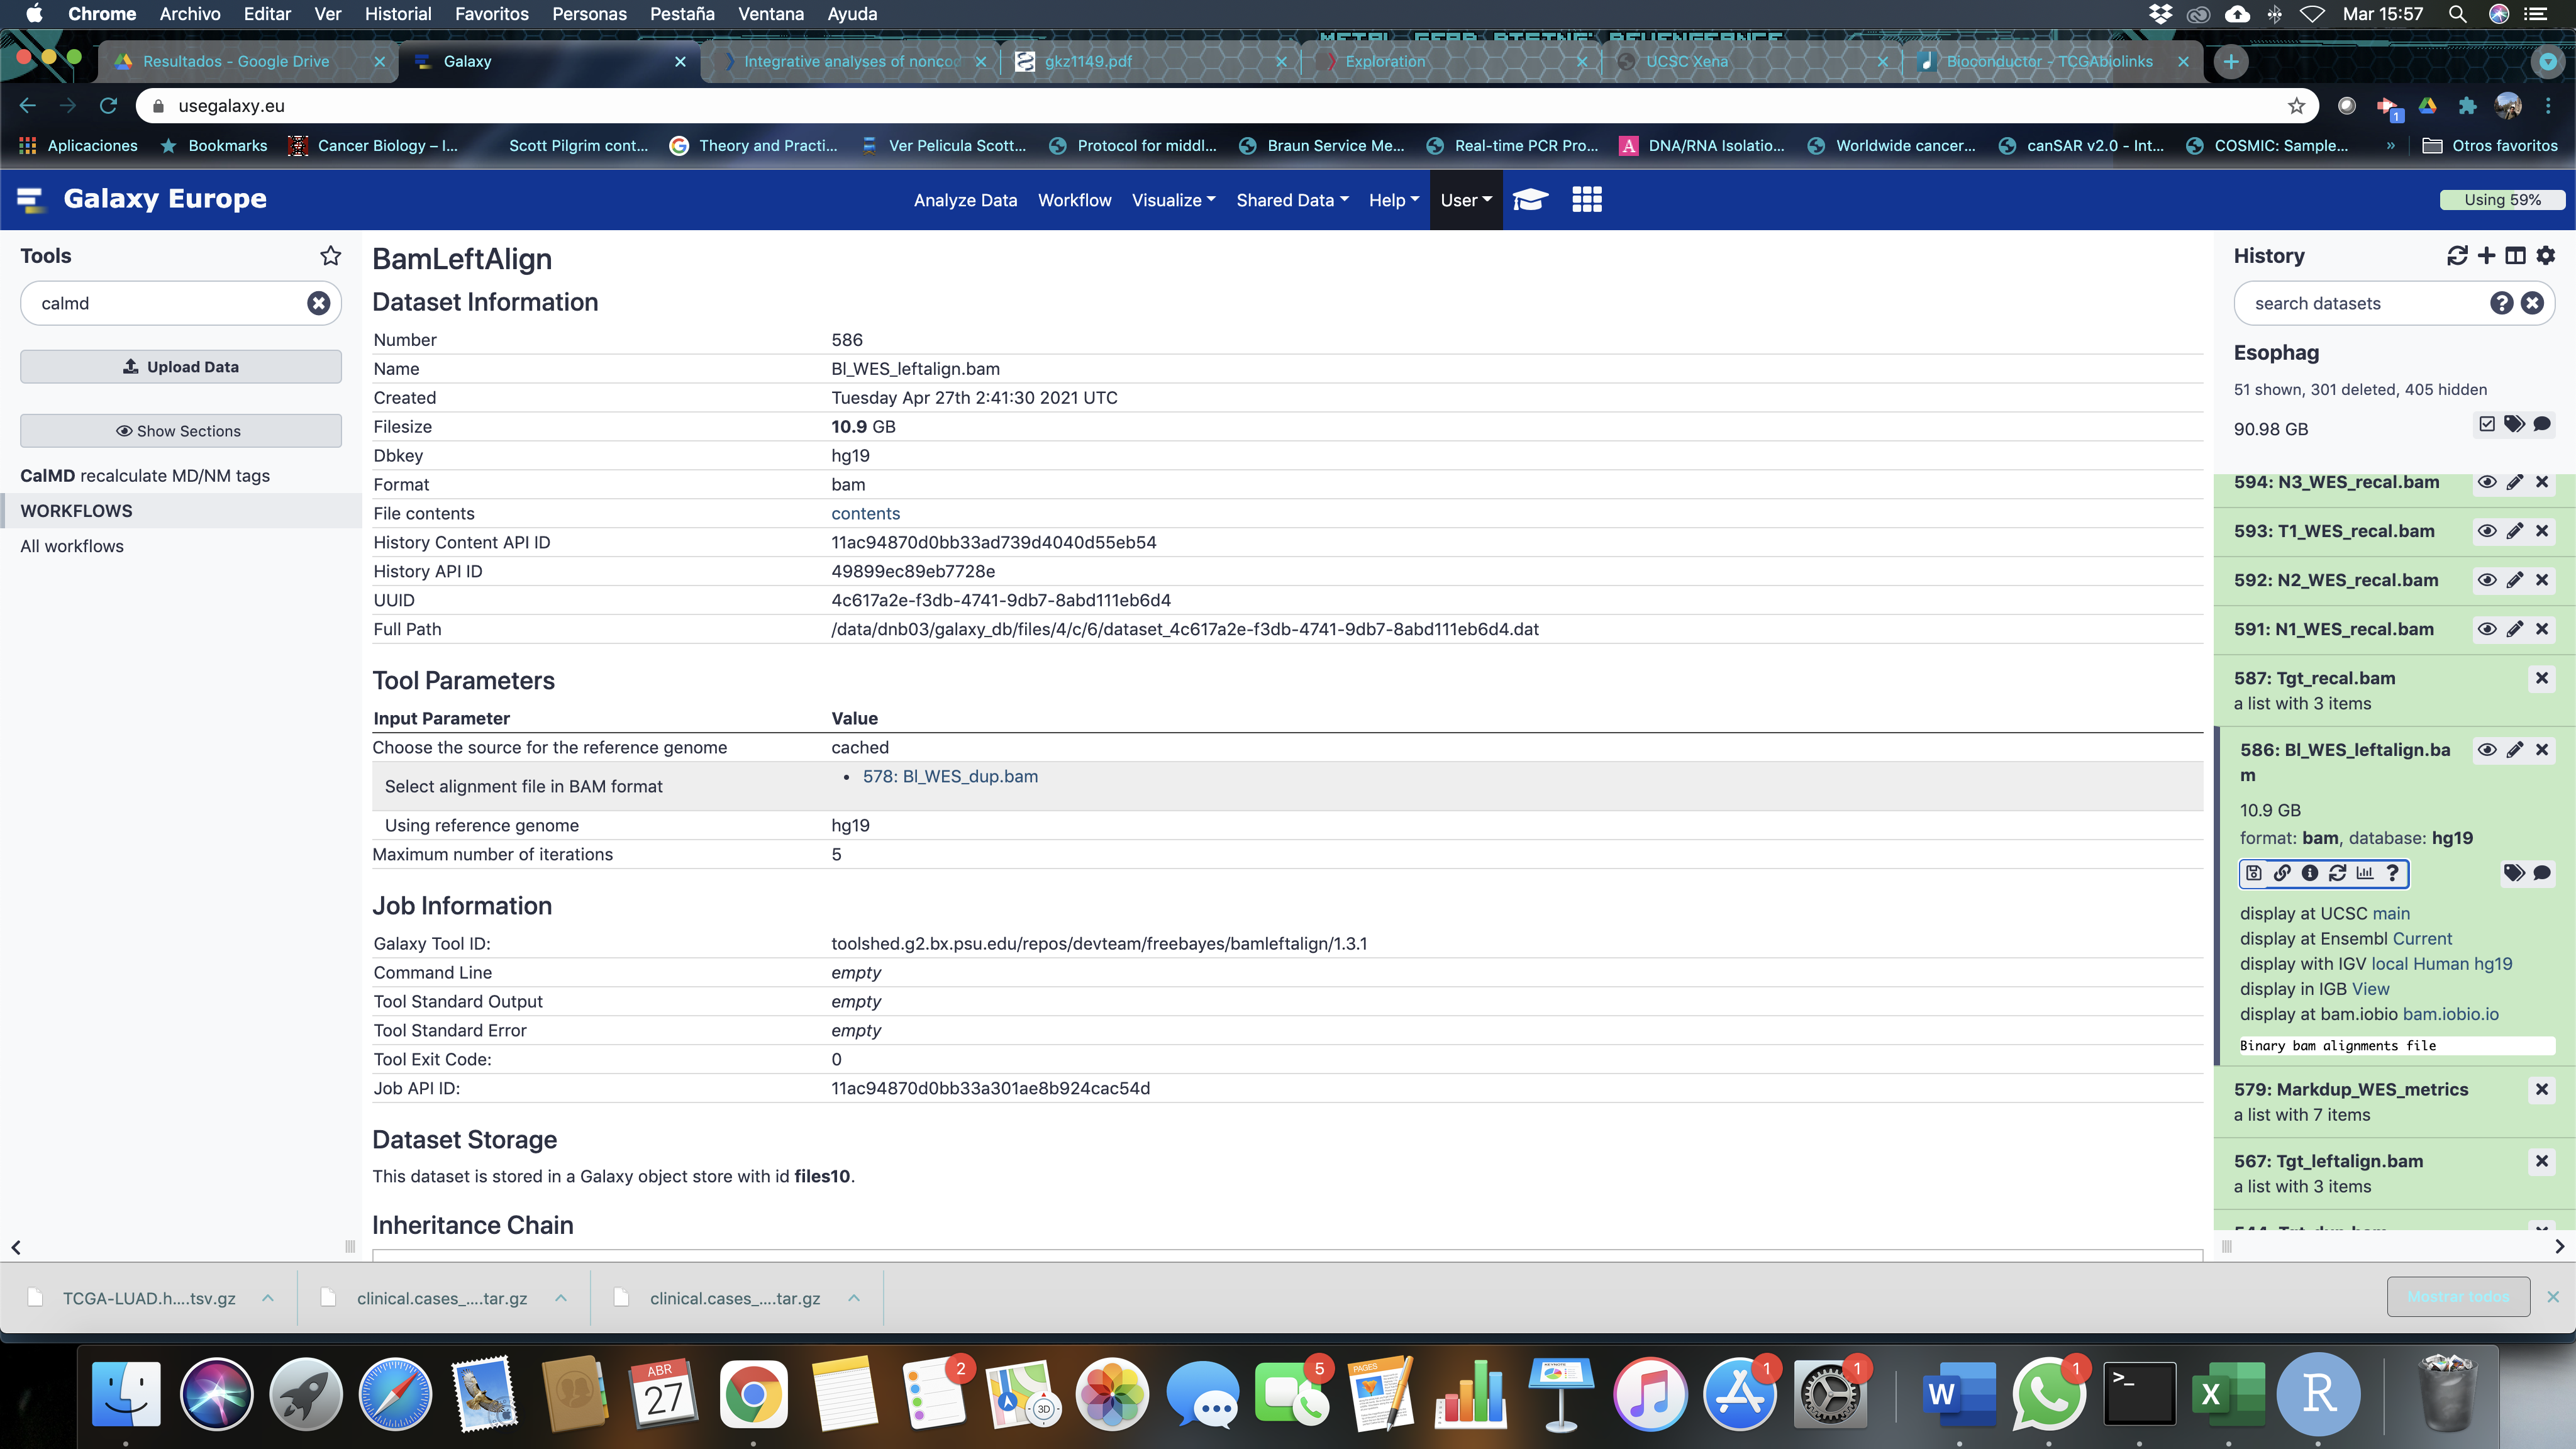 Chrome Archivo Editar Ver Historial Favoritos Personas Pestaña Ventana Ayuda Mar 15:57
METAL GEAR RISING: REVENGEANCE
Resultados - Google Drive Galaxy Integrative analyses of noncod gkz1149.pdf Exploration UCSC Xena Bioconductor - TCGAbiolinks
usegalaxy.eu 1
Aplicaciones Bookmarks Cancer Biology – I... Scott Pilgrim cont... Theory and Practi... Ver Pelicula Scott... Protocol for middl... Braun Service Me... Real-time PCR Pro... A DNA/RNA Isolatio... Worldwide cancer... canSAR v2.0 - Int... COSMIC: Sample... » Otros favoritos
Galaxy Europe Analyze Data Workflow Visualize Shared Data Help User Using 59%
Tools
calmd
Upload Data
Show Sections
CalMD recalculate MD/NM tags
WORKFLOWS
All workflows
BamLeftAlign
Dataset Information
Number 586
Name Bl_WES_leftalign.bam
Created Tuesday Apr 27th 2:41:30 2021 UTC
Filesize 10.9 GB
Dbkey hg19
Format bam
File contents contents
History Content API ID 11ac94870d0bb33ad739d4040d55eb54
History API ID 49899ec89eb7728e
UUID 4c617a2e-f3db-4741-9db7-8abd111eb6d4
Full Path /data/dnb03/galaxy_db/files/4/c/6/dataset_4c617a2e-f3db-4741-9db7-8abd111eb6d4.dat
Tool Parameters
Input Parameter Value
Choose the source for the reference genome cached
Select alignment file in BAM format • 578: Bl_WES_dup.bam
Using reference genome hg19
Maximum number of iterations 5
Job Information
Galaxy Tool ID: toolshed.g2.bx.psu.edu/repos/devteam/freebayes/bamleftalign/1.3.1
Command Line empty
Tool Standard Output empty
Tool Standard Error empty
Tool Exit Code: 0
Job API ID: 11ac94870d0bb33a301ae8b924cac54d
Dataset Storage
This dataset is stored in a Galaxy object store with id files10.
Inheritance Chain
History
search datasets
Esophag
51 shown, 301 deleted, 405 hidden
90.98 GB
594: N3_WES_recal.bam
593: T1_WES_recal.bam
592: N2_WES_recal.bam
591: N1_WES_recal.bam
587: Tgt_recal.bam
a list with 3 items
586: Bl_WES_leftalign.ba
m
10.9 GB
format: bam, database: hg19
display at UCSC main
display at Ensembl Current
display with IGV local Human hg19
display in IGB View
display at bam.iobio bam.iobio.io
Binary bam alignments file
579: Markdup_WES_metrics
a list with 7 items
567: Tgt_leftalign.bam
a list with 3 items
TCGA-LUAD.h....tsv.gz clinical.cases_....tar.gz clinical.cases_....tar.gz Mostrar todos
ABR
27
2
3D
5
PAGES
KEYNOTE
1
1
W
1
>_
X
R